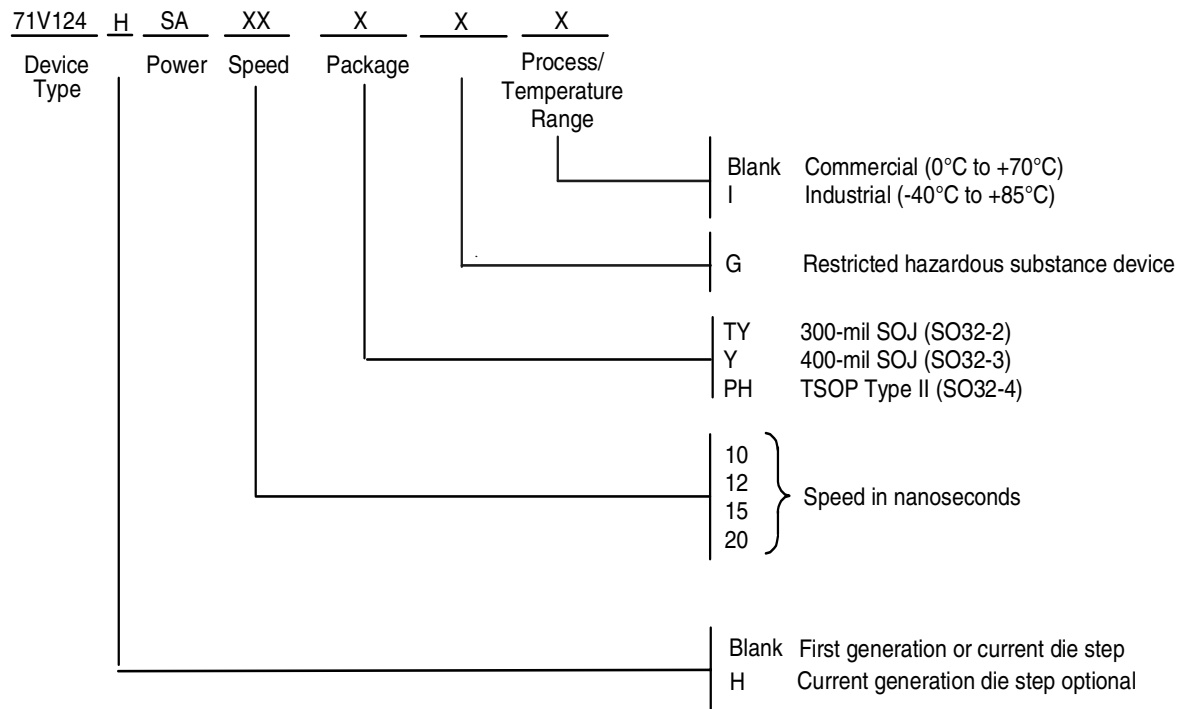 71V124 H SA XX X X X
Device Type Power Speed Package Process/ Temperature Range
Blank Commercial (0°C to +70°C)
I Industrial (-40°C to +85°C)
G Restricted hazardous substance device
TY 300-mil SOJ (SO32-2)
Y 400-mil SOJ (SO32-3)
PH TSOP Type II (SO32-4)
10
12
15
20
Speed in nanoseconds
Blank First generation or current die step
H Current generation die step optional